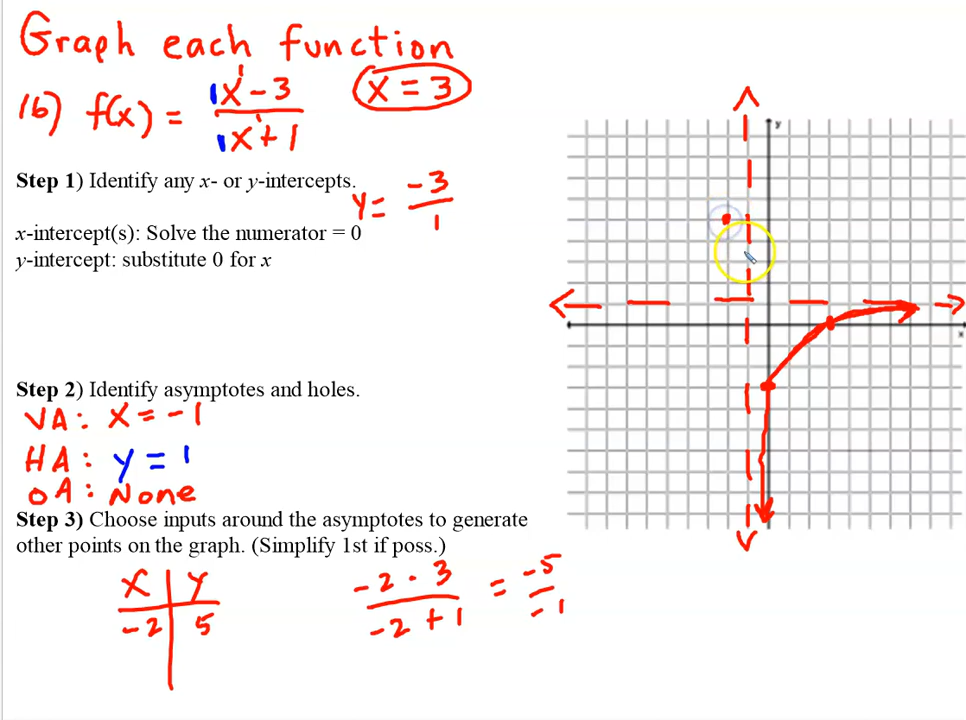 Graph each function
16) f(x) = 1x¹-3 / 1x¹+1
x = 3
Step 1) Identify any x- or y-intercepts.
y = -3/1
x-intercept(s): Solve the numerator = 0
y-intercept: substitute 0 for x
Step 2) Identify asymptotes and holes.
VA: x = -1
HA: y = 1
OA: None
Step 3) Choose inputs around the asymptotes to generate
other points on the graph. (Simplify 1st if poss.)
x | y
-2 | 5
-2 · 3 / -2 + 1 = -5 / -1
y
x